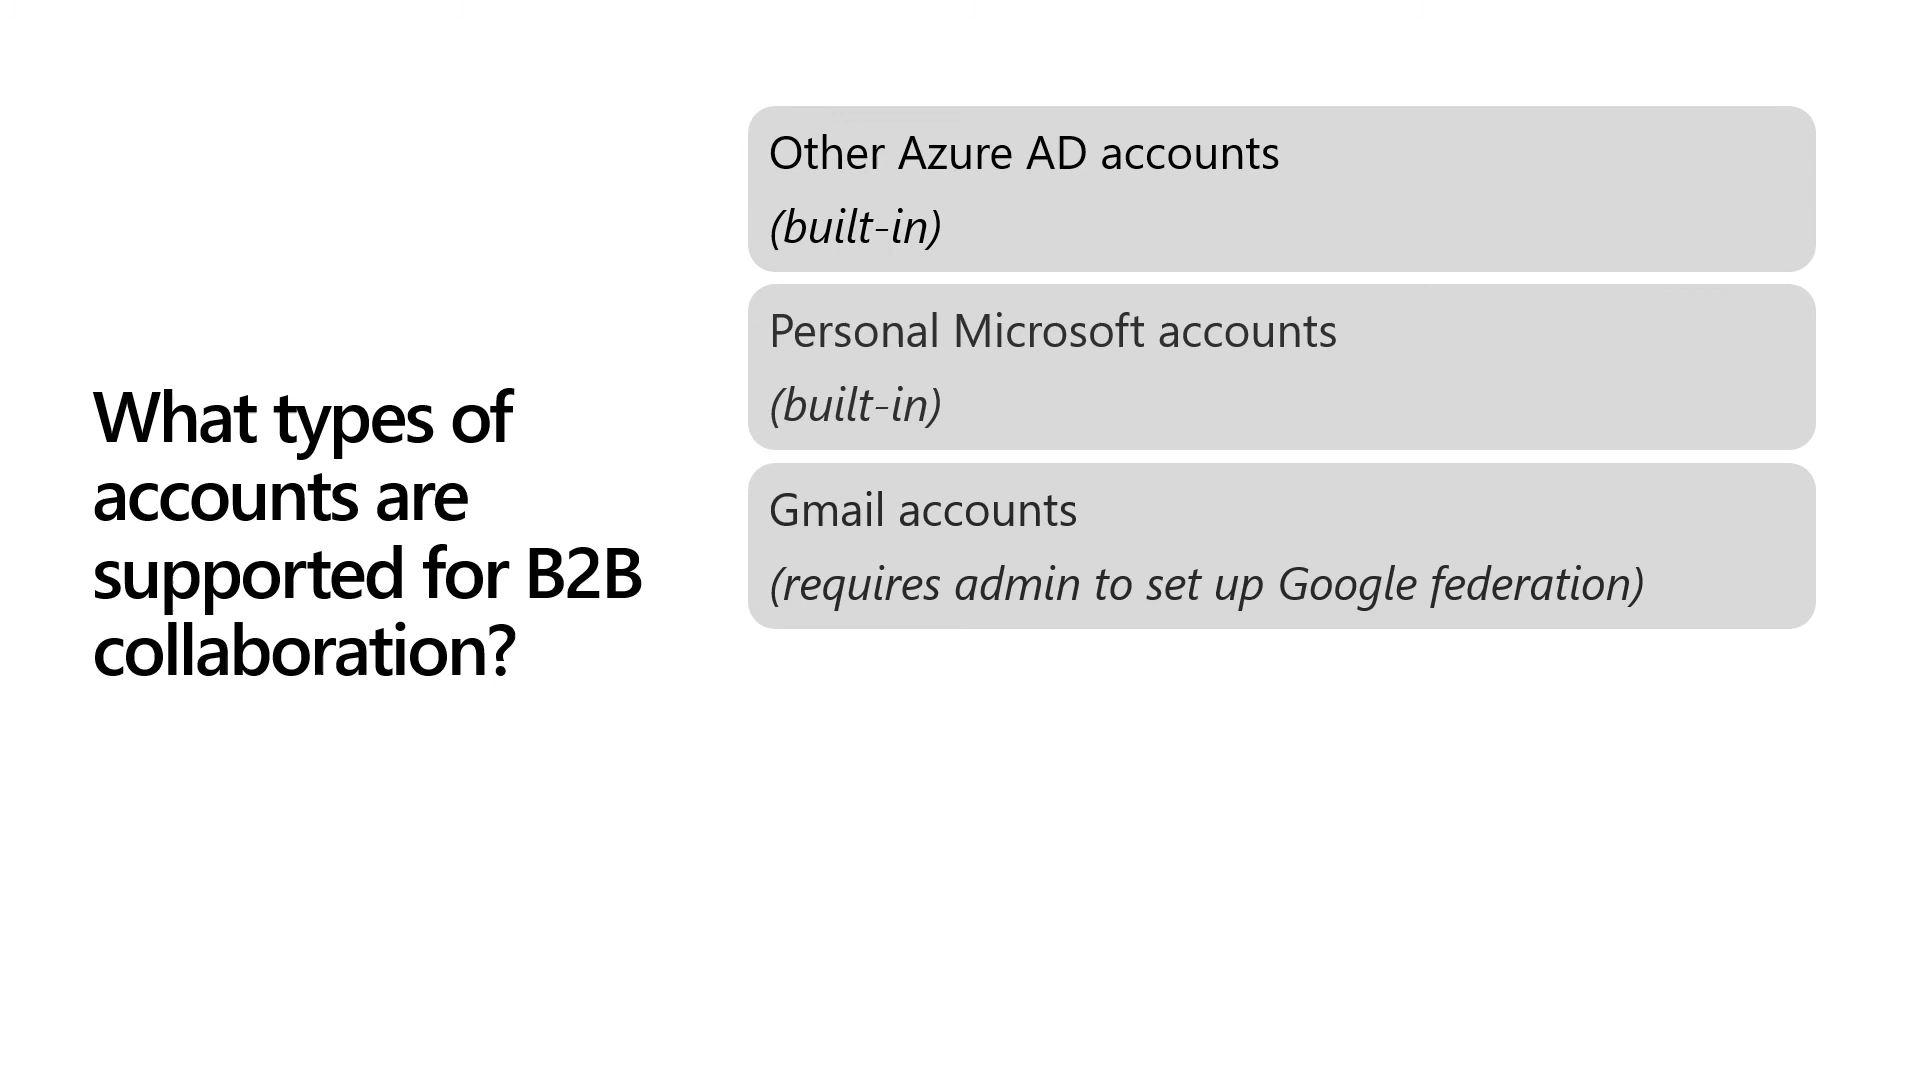 What types of
accounts are
supported for B2B
collaboration?
Other Azure AD accounts
(built-in)
Personal Microsoft accounts
(built-in)
Gmail accounts
(requires admin to set up Google federation)